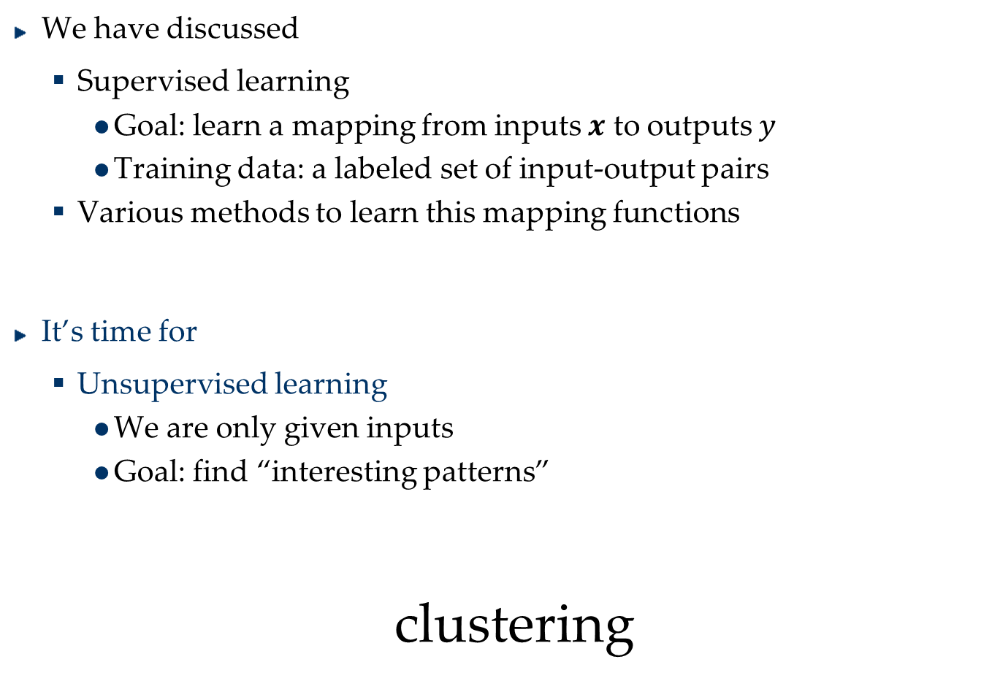 We have discussed
Supervised learning
Goal: learn a mapping from inputs x to outputs y
Training data: a labeled set of input-output pairs
Various methods to learn this mapping functions
It’s time for
Unsupervised learning
We are only given inputs
Goal: find “interesting patterns”
clustering